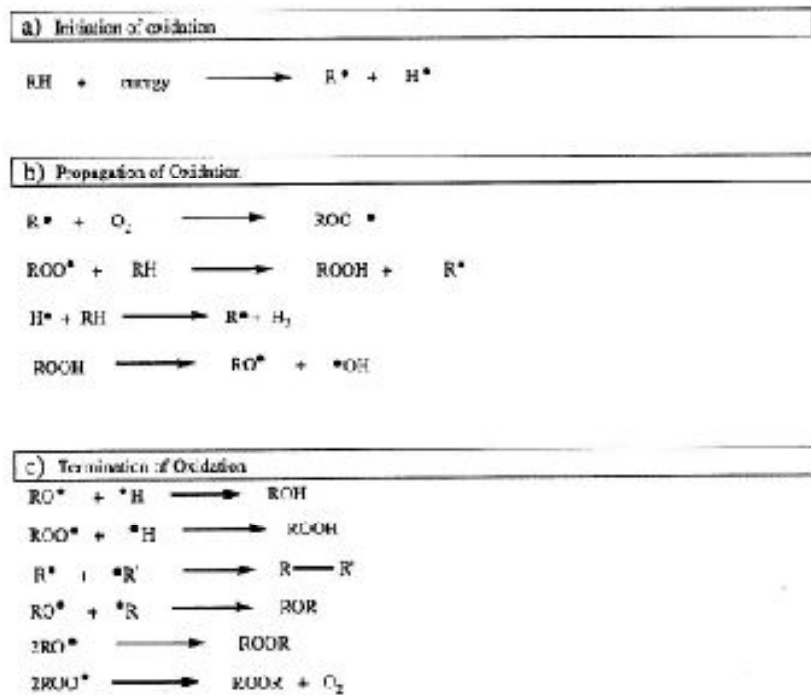 a) Initiation of oxidation
RH + energy ⟶ R• + H•
b) Propagation of Oxidation
R• + O₂ ⟶ ROO •
ROO• + RH ⟶ ROOH + R•
H• + RH ⟶ R• + H₂
ROOH ⟶ RO• + •OH
c) Termination of Oxidation
RO• + •H ⟶ ROH
ROO• + •H ⟶ ROOH
R• + •R' ⟶ R—R'
RO• + •R ⟶ ROR
2RO• ⟶ ROOR
2ROO• ⟶ ROOR + O₂